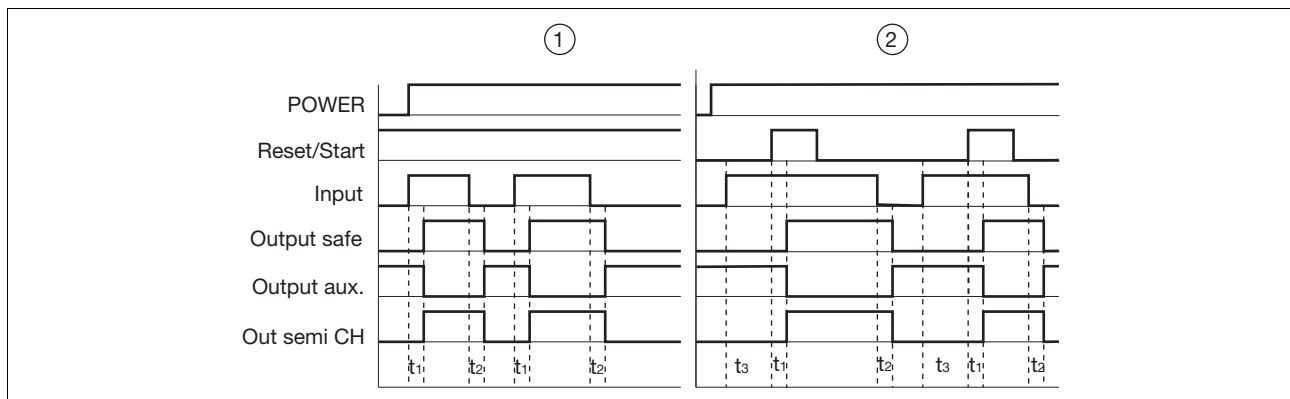 ① ②
POWER
Reset/Start
Input
Output safe
Output aux.
Out semi CH
t1 t2 t1 t2 t3 t1 t2 t3 t1 t2